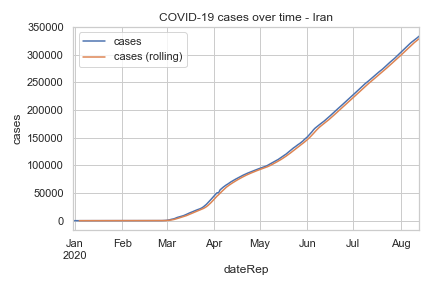 COVID-19 cases over time - Iran
350000
300000
250000
200000
150000
100000
50000
0
cases
cases
cases (rolling)
Jan
2020
Feb
Mar
Apr
May
Jun
Jul
Aug
dateRep